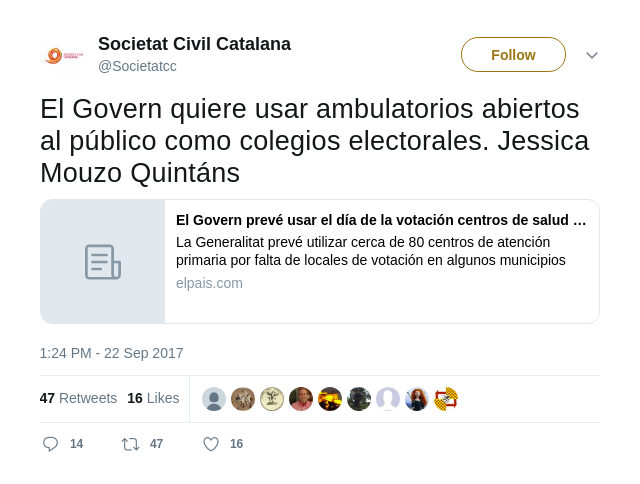 Societat Civil Catalana
@Societatcc
Follow
El Govern quiere usar ambulatorios abiertos
al público como colegios electorales. Jessica
Mouzo Quintáns
El Govern prevé usar el día de la votación centros de salud …
La Generalitat prevé utilizar cerca de 80 centros de atención
primaria por falta de locales de votación en algunos municipios
elpais.com
1:24 PM - 22 Sep 2017
47 Retweets 16 Likes
14 47 16